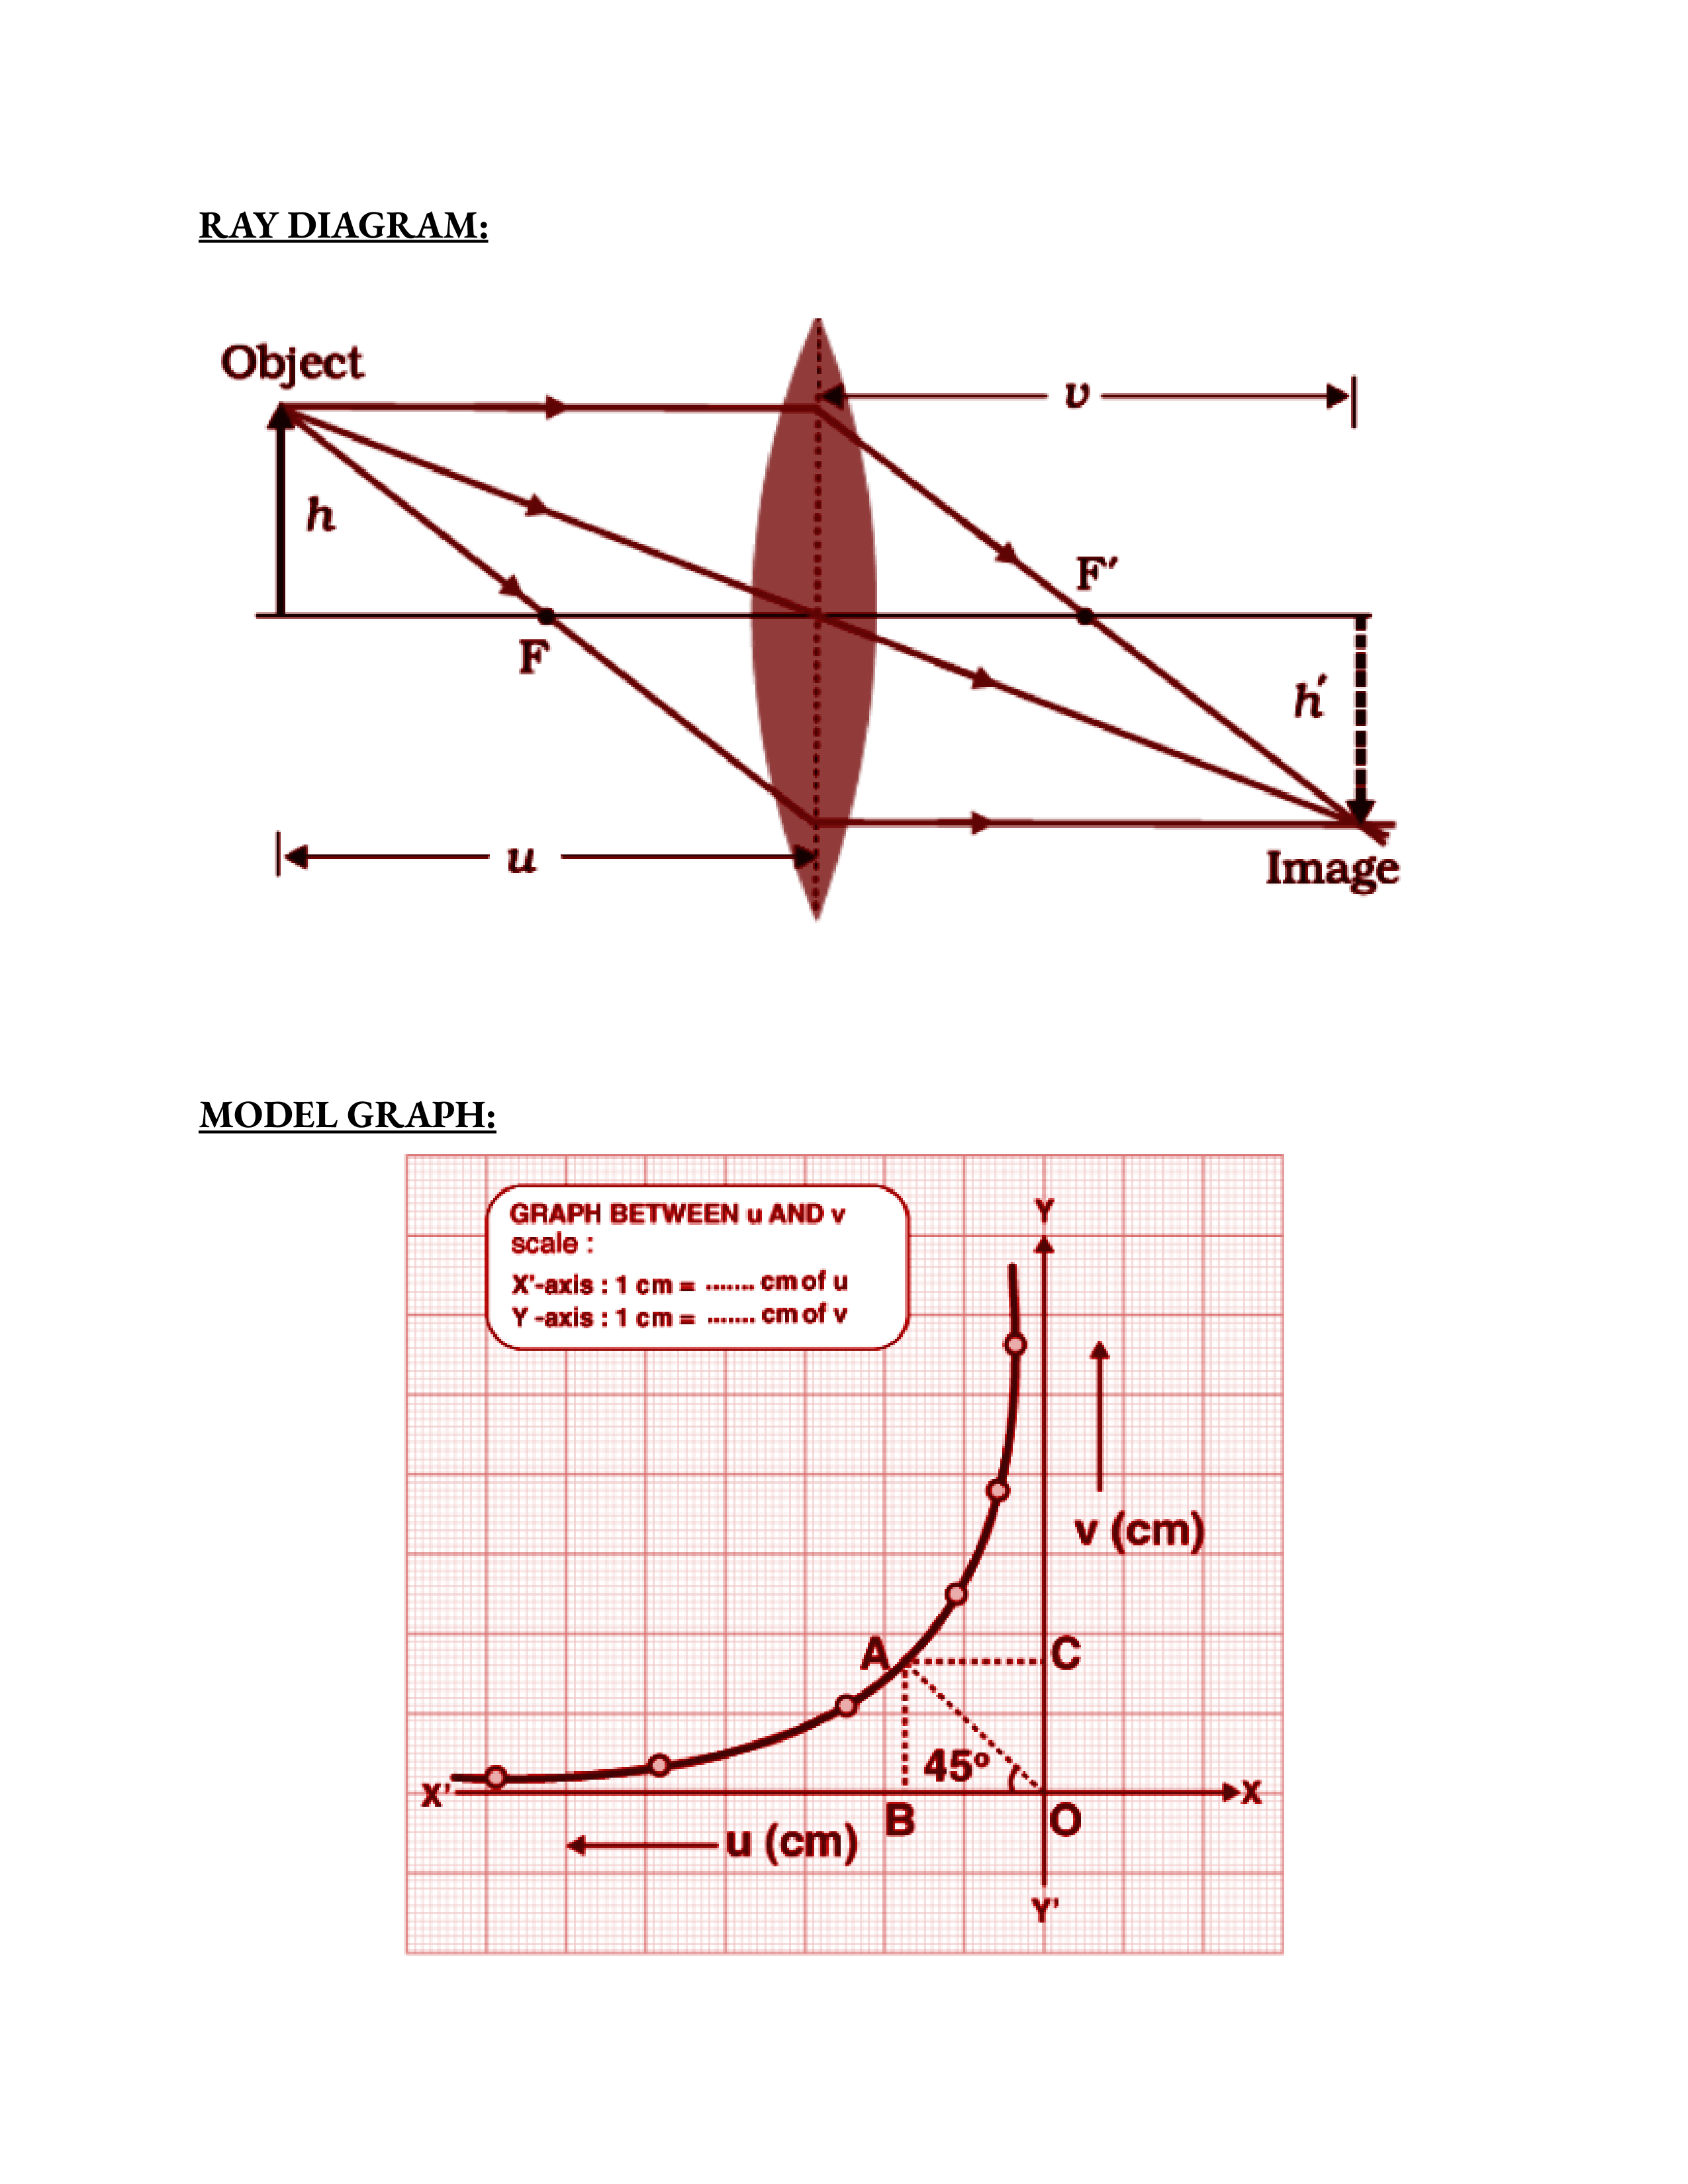 RAY DIAGRAM:
Object
v
h
F′
F
h′
u
Image
MODEL GRAPH:
GRAPH BETWEEN u AND v
scale :
X'-axis : 1 cm = ....... cm of u
Y -axis : 1 cm = ....... cm of v
Y
v (cm)
A
C
45°
X'
X
B
O
u (cm)
Y'